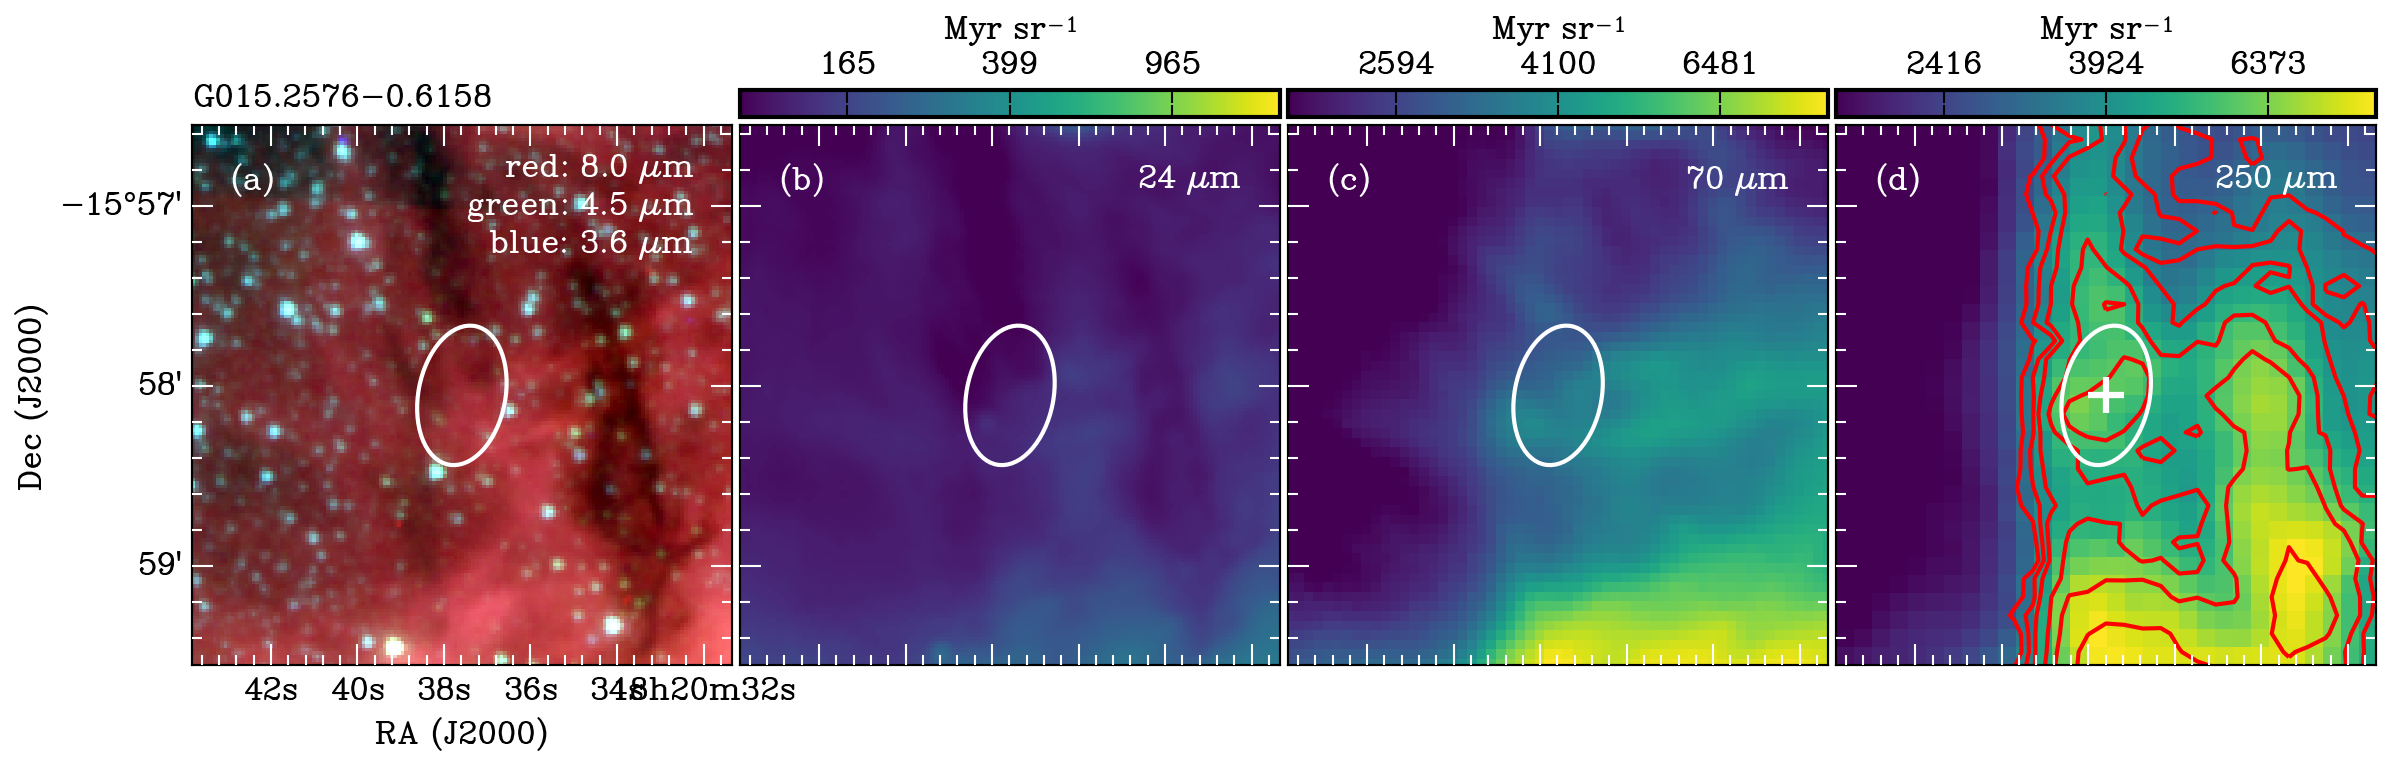 Myr sr⁻¹
165 399 965
Myr sr⁻¹
2594 4100 6481
Myr sr⁻¹
2416 3924 6373
G015.2576−0.6158
(a)
red: 8.0 μm
green: 4.5 μm
blue: 3.6 μm
(b)
24 μm
(c)
70 μm
(d)
250 μm
−15°57'
58'
59'
Dec (J2000)
42s 40s 38s 36s 34s 18h20m32s
RA (J2000)